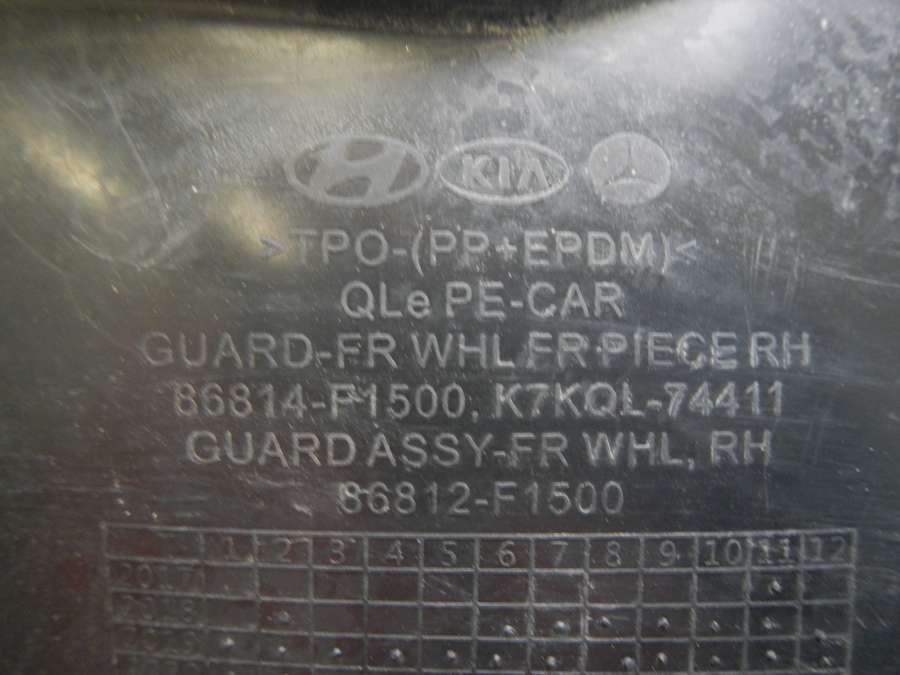 KIA
>TPO-(PP+EPDM)<
QLe PE-CAR
GUARD-FR WHL FR PIECE RH
86814-F1500, K7KQL-74411
GUARD ASSY-FR WHL, RH
86812-F1500
1 2 3 4 5 6 7 8 9 10 11 12
2017
2018
2019